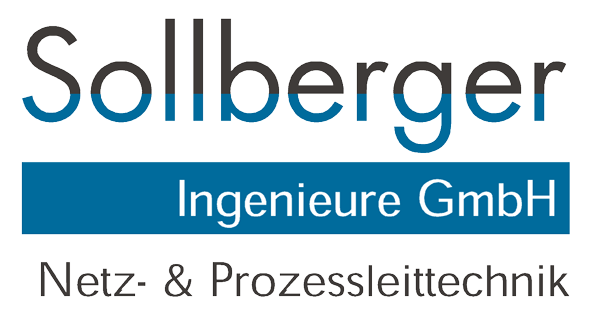 Sollberger
Ingenieure GmbH
Netz- & Prozessleittechnik